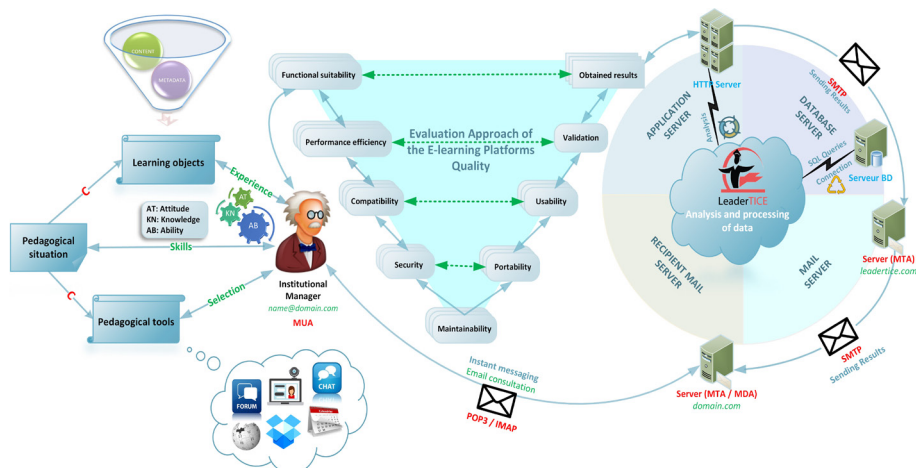 CONTENT
METADATA
Learning objects
C
Experience
AT: Attitude
KN: Knowledge
AB: Ability
AT
KN
AB
Pedagogical
situation
Skills
C
Selection
Pedagogical tools
Institutional
Manager
name@domain.com
MUA
FORUM
CHAT
Functional suitability
Obtained results
Evaluation Approach of
the E-learning Platforms
Quality
Performance efficiency
Validation
Compatibility
Usability
Security
Portability
Maintainability
Instant messaging
Email consultation
POP3 / IMAP
HTTP Server
SMTP
Sending Results
APPLICATION
SERVER
DATABASE
SERVER
Analysis
SQL Queries
Connection
Serveur BD
LeaderTICE
Analysis and processing
of data
RECIPIENT MAIL
SERVER
MAIL
SERVER
Server (MTA)
leadertice.com
SMTP
Sending Results
Server (MTA / MDA)
domain.com